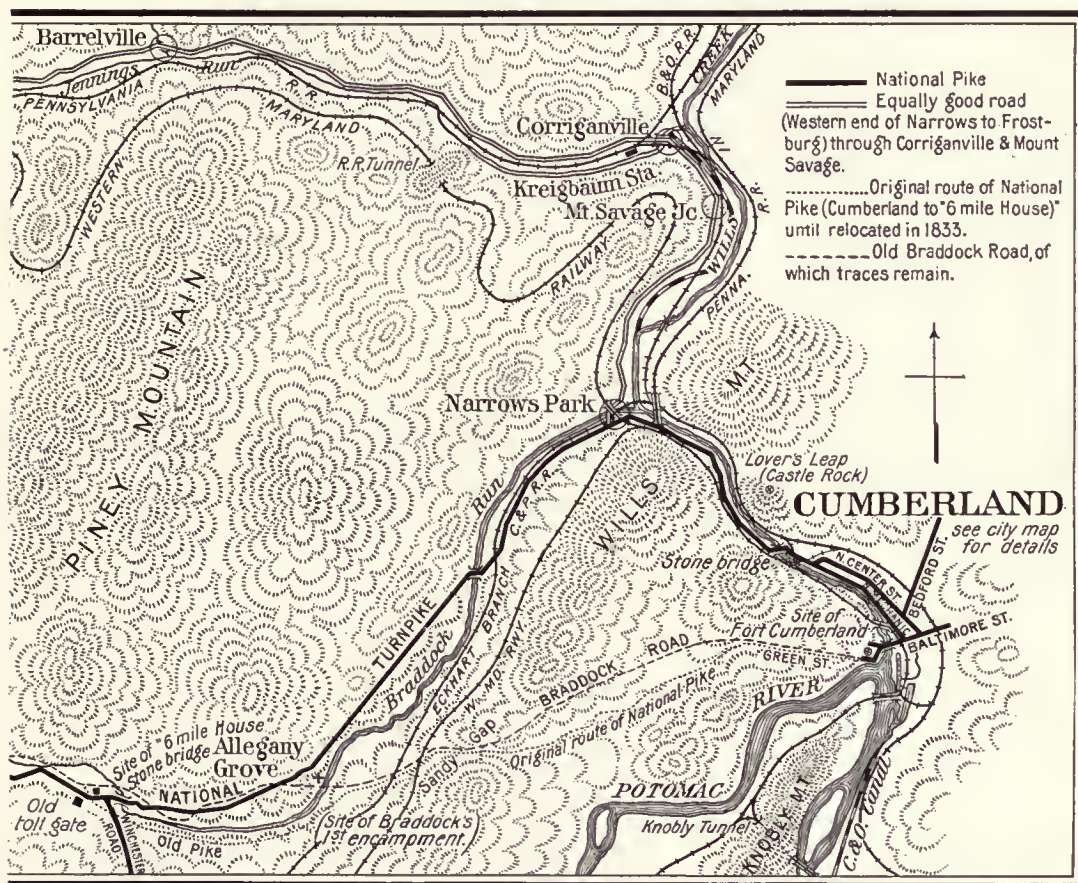 Barrelville
Jennings Run R.R.
PENNSYLVANIA
MARYLAND
WESTERN
R.R. Tunnel
Corriganville
Kreigbaum Sta.
Mt. Savage Jc.
RAILWAY
B. & O. R.R.
CREEK
MARYLAND
IN
R.R.
WILLS
PENNA.
National Pike
Equally good road
(Western end of Narrows to Frost-
burg) through Corriganville & Mount
Savage.
Original route of National
Pike (Cumberland to "6 mile House)"
until relocated in 1833.
Old Braddock Road, of
which traces remain.
PINEY MOUNTAIN
Narrows Park
MT.
WILLS
"Lover's Leap
(Castle Rock)
CUMBERLAND
see city map
for details
Run
C. & P. R.R.
Stone bridge
N. CENTER ST.
BEDFORD ST.
BALTIMORE ST.
Site of
Fort Cumberland
GREEN ST.
TURNPIKE
Braddock
ECKHART BRANCH
W. MD. RWY.
BRADDOCK ROAD
Sandy Gap
Original route of National Pike
RIVER
POTOMAC
Knobly Tunnel
KNOBLY MT.
C. & O. Canal
Site of "6 mile House"
Stone bridge
Allegany
Grove
NATIONAL
Old
toll gate
WINCHESTER
ROAD
Old Pike
(Site of Braddock's
1st encampment.)